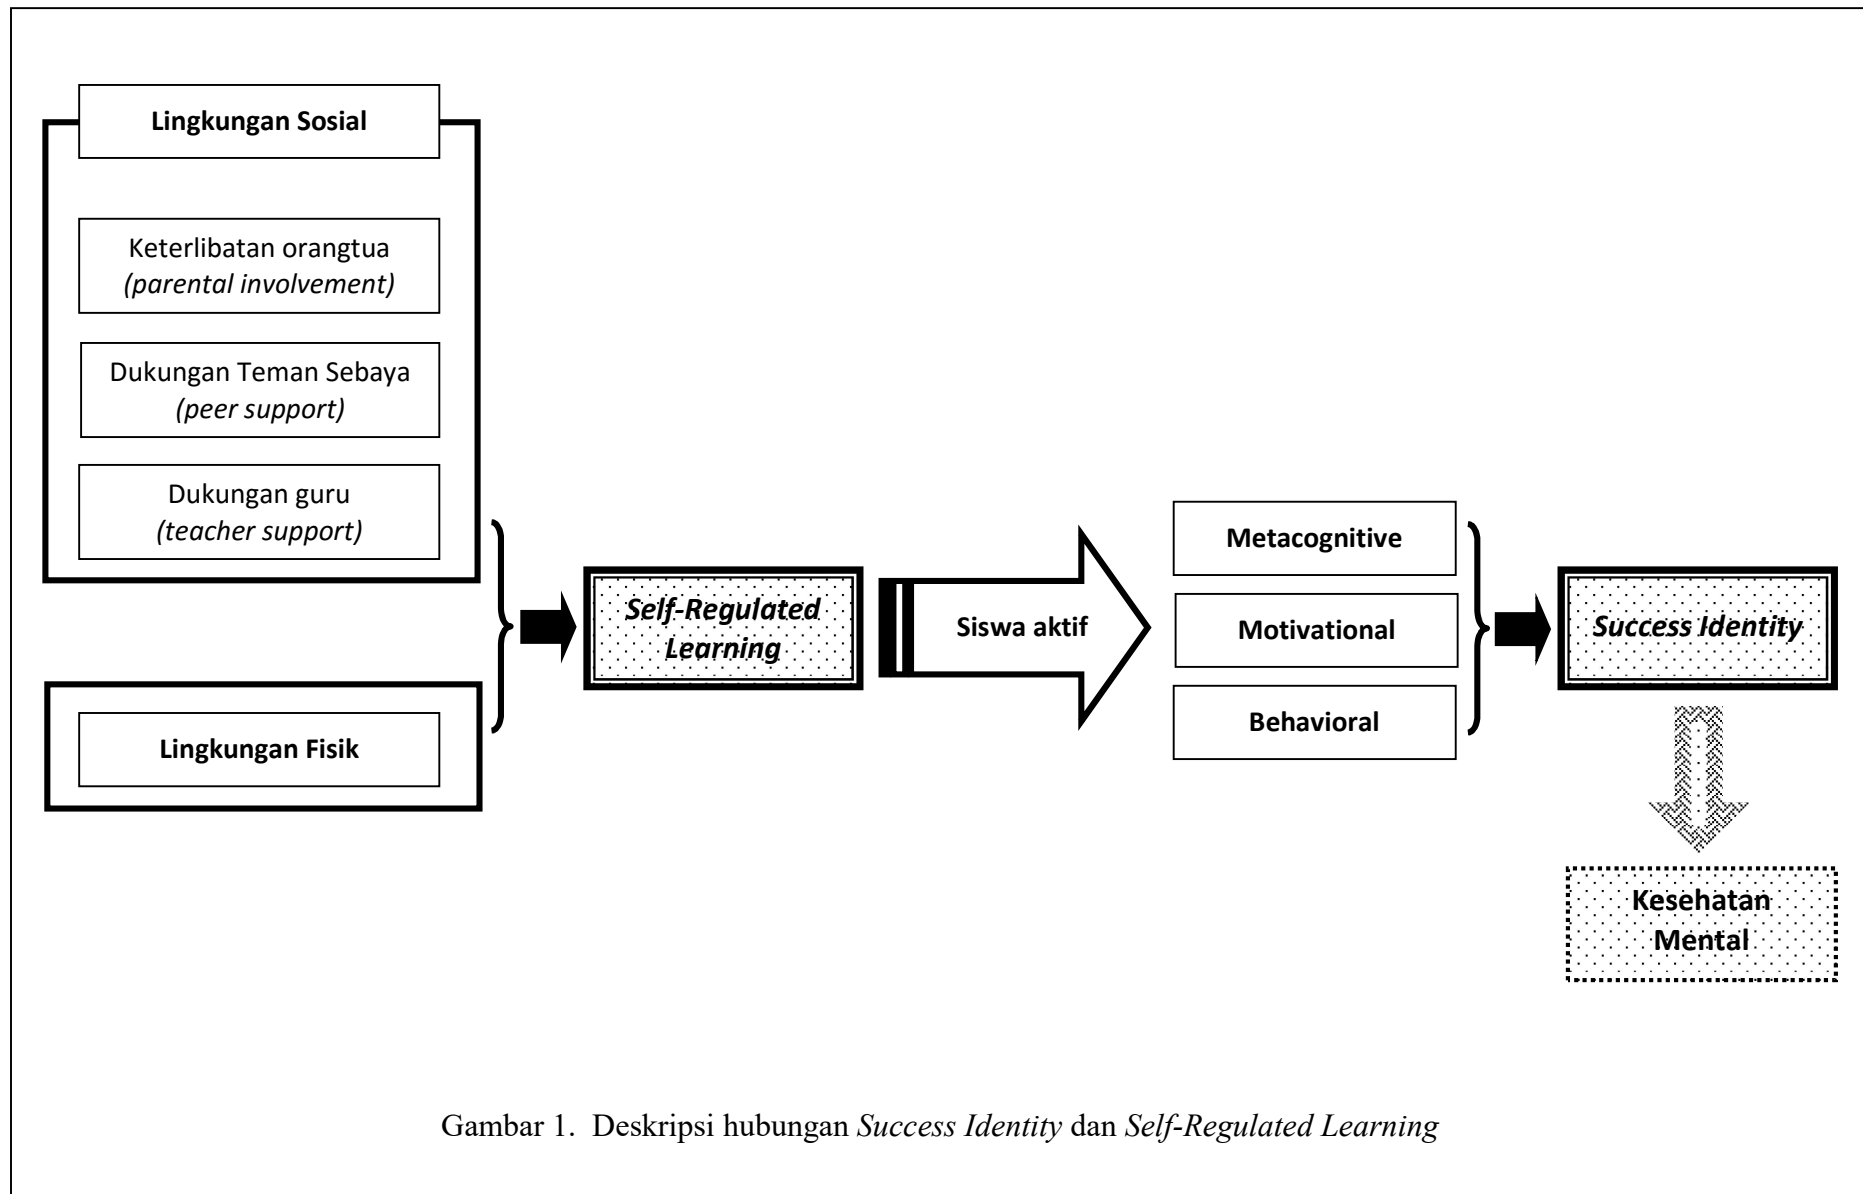 Lingkungan Sosial
Keterlibatan orangtua
(parental involvement)
Dukungan Teman Sebaya
(peer support)
Dukungan guru
(teacher support)
Lingkungan Fisik
Self-Regulated
Learning
Siswa aktif
Metacognitive
Motivational
Behavioral
Success Identity
Kesehatan
Mental
Gambar 1.  Deskripsi hubungan Success Identity dan Self-Regulated Learning